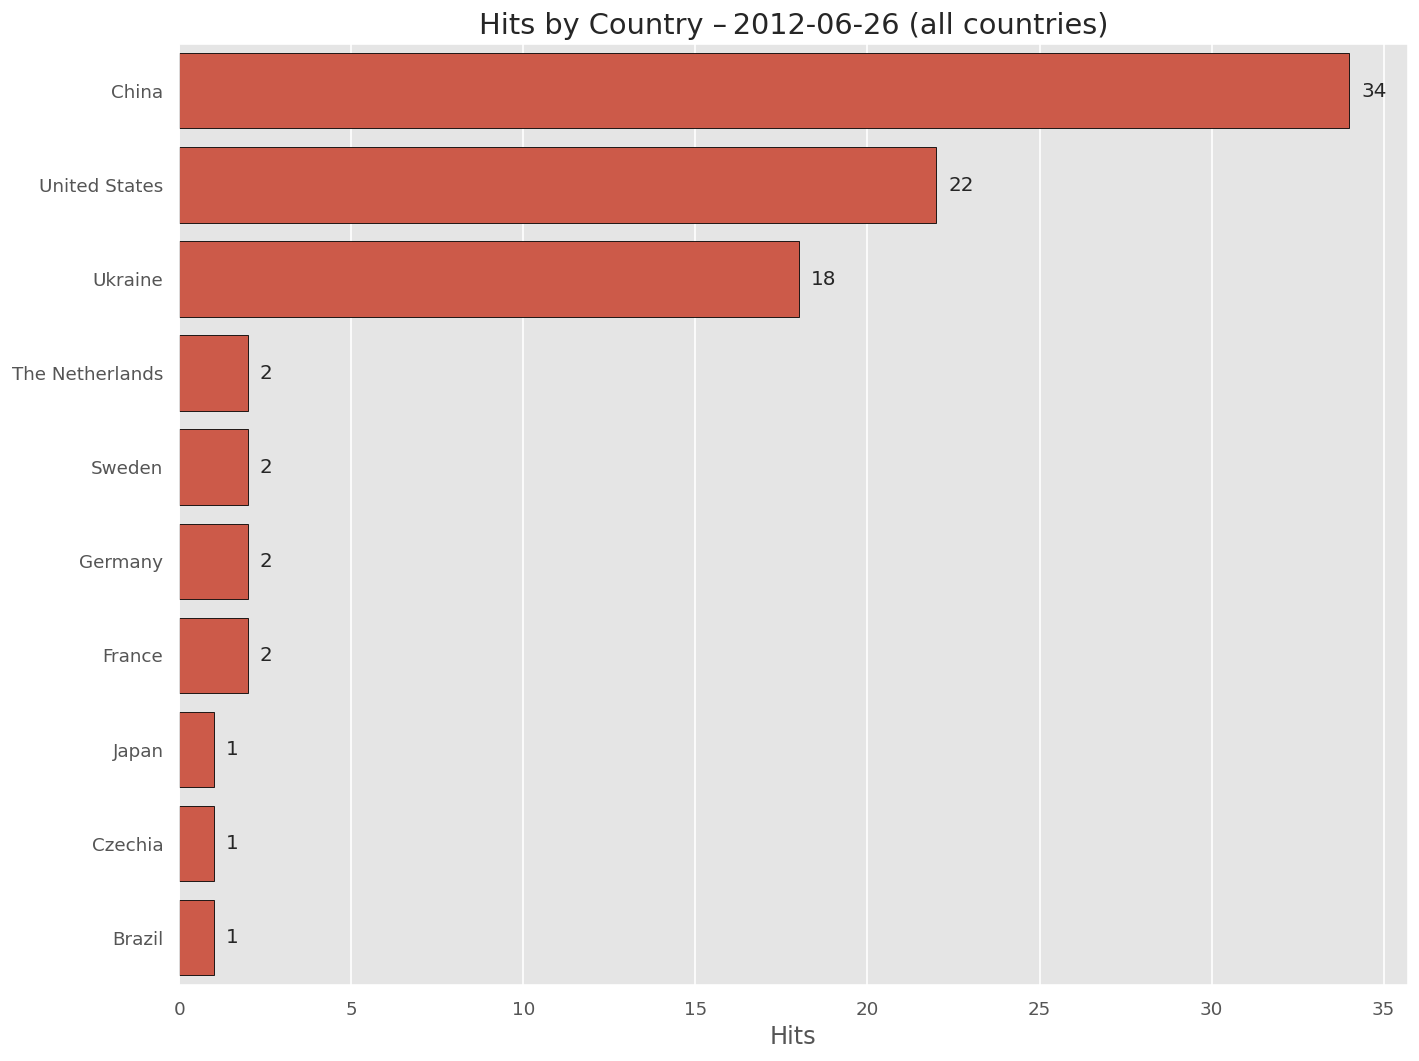 Hits by Country – 2012-06-26 (all countries)
China 34
United States 22
Ukraine 18
The Netherlands 2
Sweden 2
Germany 2
France 2
Japan 1
Czechia 1
Brazil 1
0 5 10 15 20 25 30 35
Hits